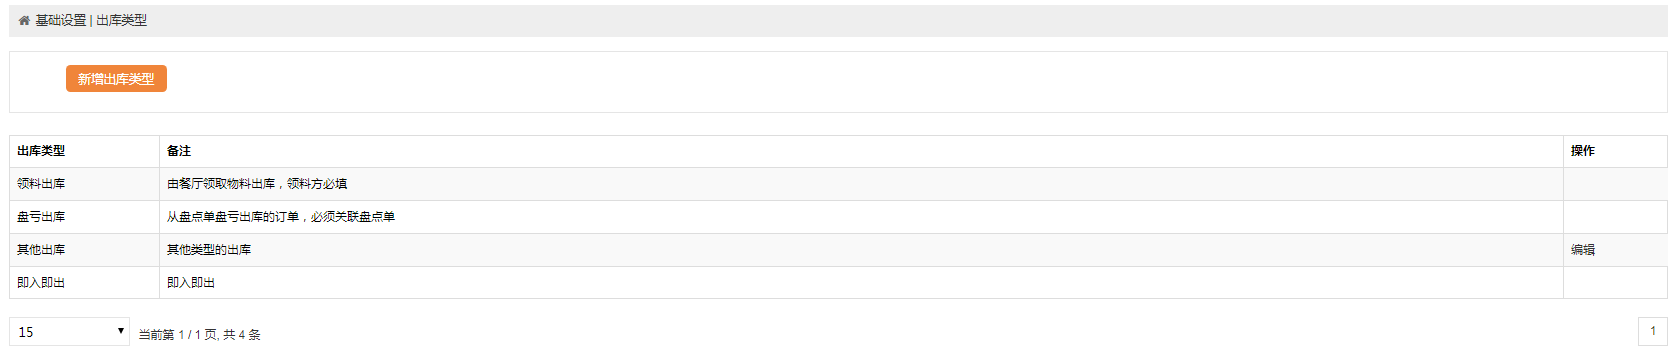 基础设置 | 出库类型
新增出库类型
出库类型 备注 操作
领料出库 由餐厅领取物料出库，领料方必填
盘亏出库 从盘点单盘亏出库的订单，必须关联盘点单
其他出库 其他类型的出库 编辑
即入即出 即入即出
15 当前第 1 / 1 页, 共 4 条 1